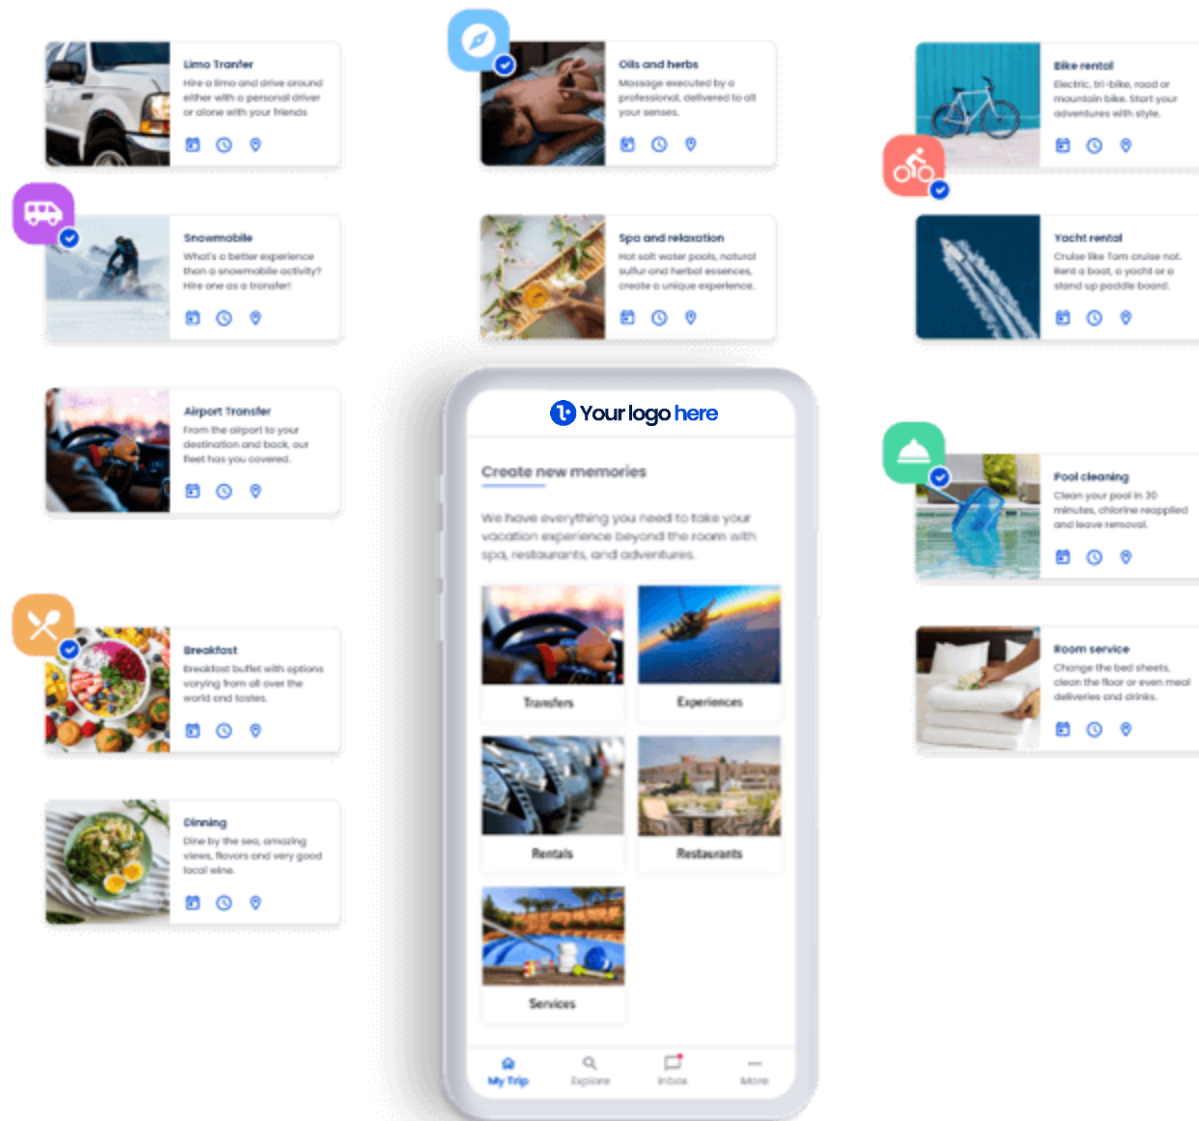 Limo Tranfer
Hire a limo and drive around
either with a personal driver
or alone with your friends
Snowmobile
What's a better experience
than a snowmobile activity?
Hire one as a transfer!
Airport Transfer
From the airport to your
destination and back, our
fleet has you covered.
Breakfast
Breakfast buffet with options
varying from all over the
world and tastes.
Dinning
Dine by the sea, amazing
views, flavors and very good
local wine.
Oils and herbs
Massage executed by a
professional, delivered to all
your senses.
Spa and relaxation
Hot salt water pools, natural
sulfur and herbal essences,
create a unique experience.
Your logo here
Create new memories
We have everything you need to take your
vacation experience beyond the room with
spa, restaurants, and adventures.
Transfers
Experiences
Rentals
Restaurants
Services
My Trip
Explore
Inbox
More
Bike rental
Electric, tri-bike, road or
mountain bike. Start your
adventures with style.
Yacht rental
Cruise like Tom cruise not.
Rent a boat, a yacht or a
stand up paddle board.
Pool cleaning
Clean your pool in 30
minutes, chlorine reapplied
and leave removal.
Room service
Change the bed sheets,
clean the floor or even meal
deliveries and drinks.